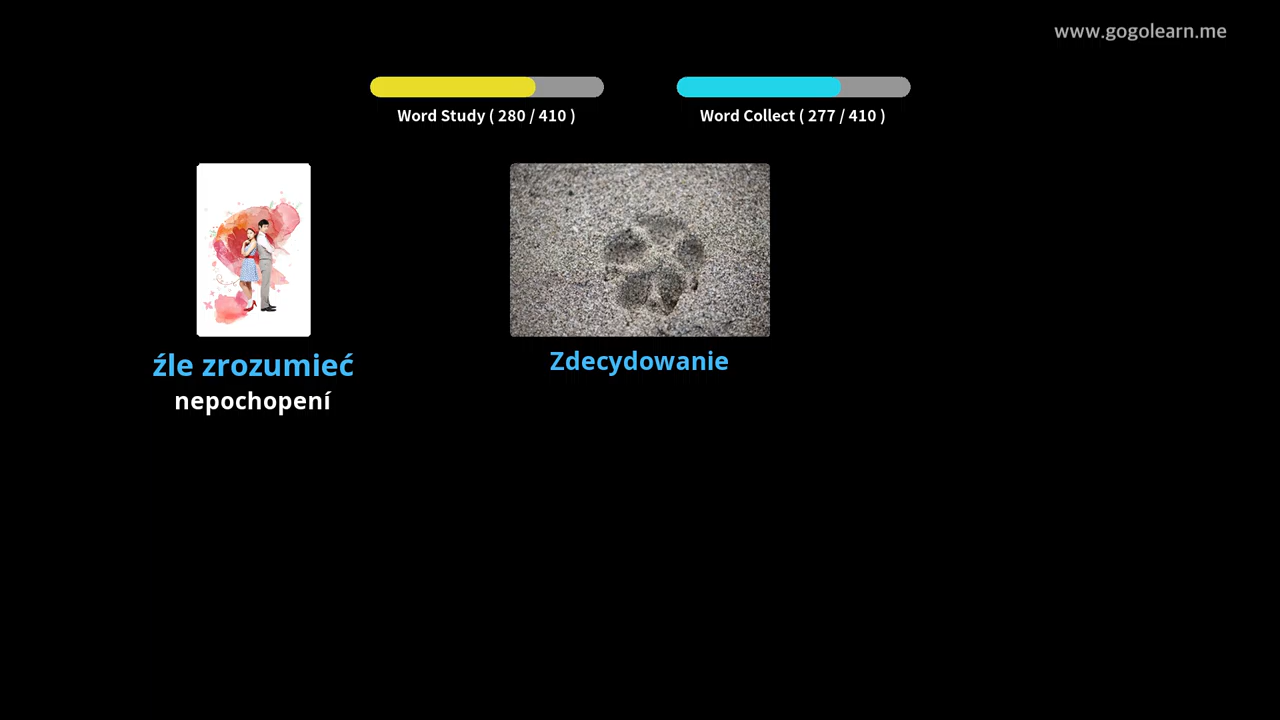 www.gogolearn.me
Word Study ( 280 / 410 )
Word Collect ( 277 / 410 )
źle zrozumieć
nepochopení
Zdecydowanie